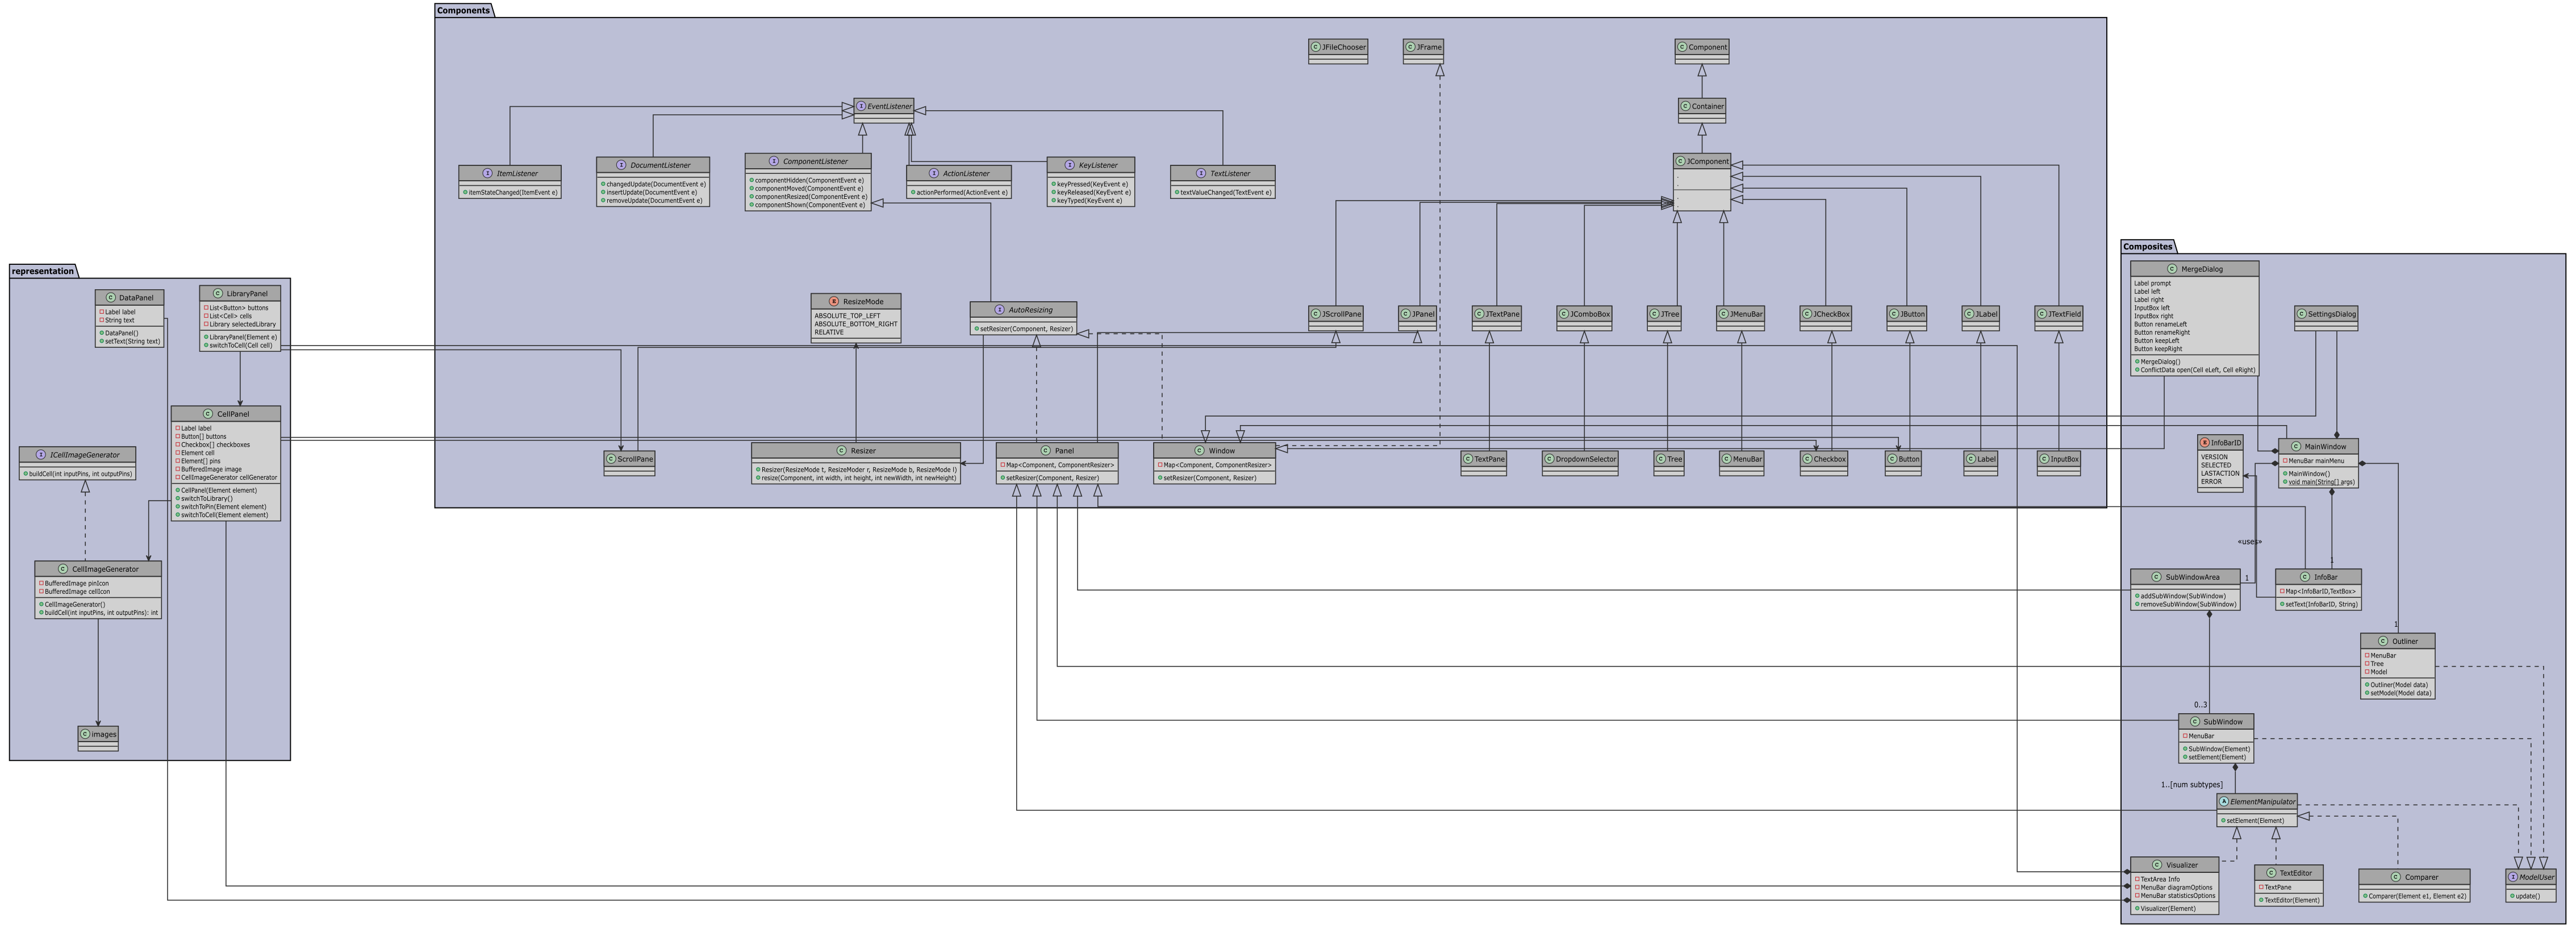 Components
C JFileChooser
C JFrame
C Component
I EventListener
C Container
I ItemListener
itemStateChanged(ItemEvent e)
I DocumentListener
changedUpdate(DocumentEvent e)
insertUpdate(DocumentEvent e)
removeUpdate(DocumentEvent e)
I ComponentListener
componentHidden(ComponentEvent e)
componentMoved(ComponentEvent e)
componentResized(ComponentEvent e)
componentShown(ComponentEvent e)
I ActionListener
actionPerformed(ActionEvent e)
I KeyListener
keyPressed(KeyEvent e)
keyReleased(KeyEvent e)
keyTyped(KeyEvent e)
I TextListener
textValueChanged(TextEvent e)
C JComponent
.
.
.
.
E ResizeMode
ABSOLUTE_TOP_LEFT
ABSOLUTE_BOTTOM_RIGHT
RELATIVE
I AutoResizing
setResizer(Component, Resizer)
C JScrollPane
C JPanel
C JTextPane
C JComboBox
C JTree
C JMenuBar
C JCheckBox
C JButton
C JLabel
C JTextField
C ScrollPane
C Resizer
Resizer(ResizeMode t, ResizeModer r, ResizeMode b, ResizeMode l)
resize(Component, int width, int height, int newWidth, int newHeight)
C Panel
Map<Component, ComponentResizer>
setResizer(Component, Resizer)
C Window
Map<Component, ComponentResizer>
setResizer(Component, Resizer)
C TextPane
C DropdownSelector
C Tree
C MenuBar
C Checkbox
C Button
C Label
C InputBox
representation
C DataPanel
Label label
String text
DataPanel()
setText(String text)
C LibraryPanel
List<Button> buttons
List<Cell> cells
Library selectedLibrary
LibraryPanel(Element e)
switchToCell(Cell cell)
C CellPanel
Label label
Button[] buttons
Checkbox[] checkboxes
Element cell
Element[] pins
BufferedImage image
CellImageGenerator cellGenerator
CellPanel(Element element)
switchToLibrary()
switchToPin(Element element)
switchToCell(Element element)
I ICellImageGenerator
buildCell(int inputPins, int outputPins)
C CellImageGenerator
BufferedImage pinIcon
BufferedImage cellIcon
CellImageGenerator()
buildCell(int inputPins, int outputPins): int
C images
Composites
C MergeDialog
Label prompt
Label left
Label right
InputBox left
InputBox right
Button renameLeft
Button renameRight
Button keepLeft
Button keepRight
MergeDialog()
ConflictData open(Cell eLeft, Cell eRight)
C SettingsDialog
E InfoBarID
VERSION
SELECTED
LASTACTION
ERROR
C MainWindow
MenuBar mainMenu
MainWindow()
void main(String[] args)
«uses»
1
1
1
C SubWindowArea
addSubWindow(SubWindow)
removeSubWindow(SubWindow)
C InfoBar
Map<InfoBarID,TextBox>
setText(InfoBarID, String)
C Outliner
MenuBar
Tree
Model
Outliner(Model data)
setModel(Model data)
0..3
C SubWindow
MenuBar
SubWindow(Element)
setElement(Element)
1..[num subtypes]
A ElementManipulator
setElement(Element)
C Visualizer
TextArea Info
MenuBar diagramOptions
MenuBar statisticsOptions
Visualizer(Element)
C TextEditor
TextPane
TextEditor(Element)
C Comparer
Comparer(Element e1, Element e2)
I ModelUser
update()